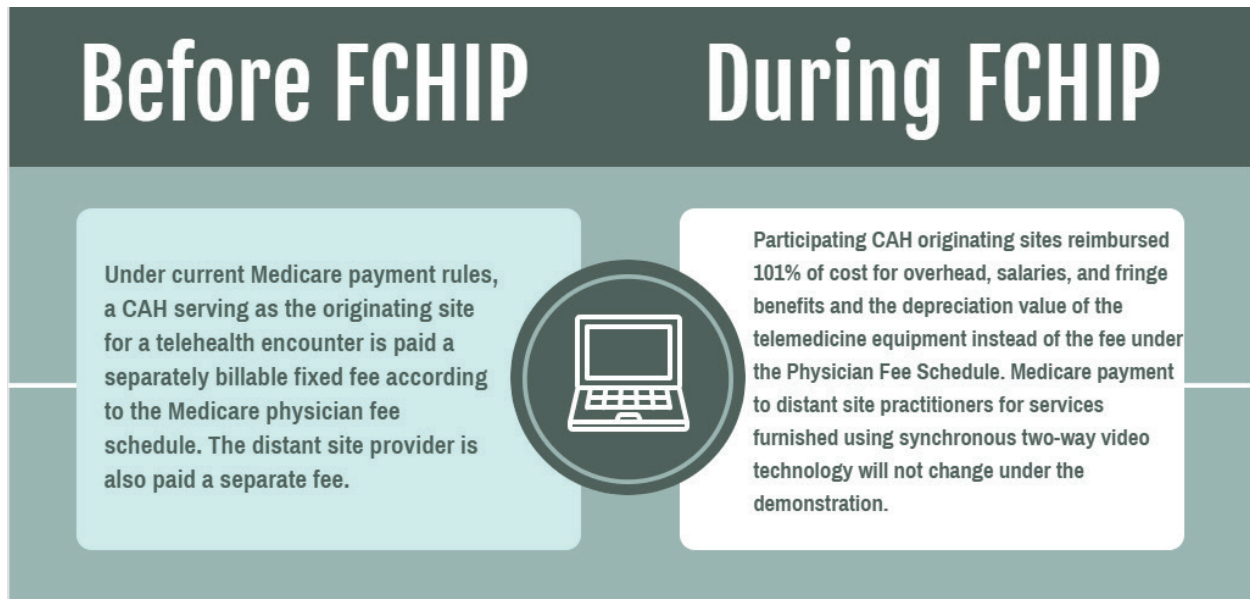 Before FCHIP
During FCHIP
Under current Medicare payment rules,
a CAH serving as the originating site
for a telehealth encounter is paid a
separately billable fixed fee according
to the Medicare physician fee
schedule. The distant site provider is
also paid a separate fee.
Participating CAH originating sites reimbursed
101% of cost for overhead, salaries, and fringe
benefits and the depreciation value of the
telemedicine equipment instead of the fee under
the Physician Fee Schedule. Medicare payment
to distant site practitioners for services
furnished using synchronous two-way video
technology will not change under the
demonstration.